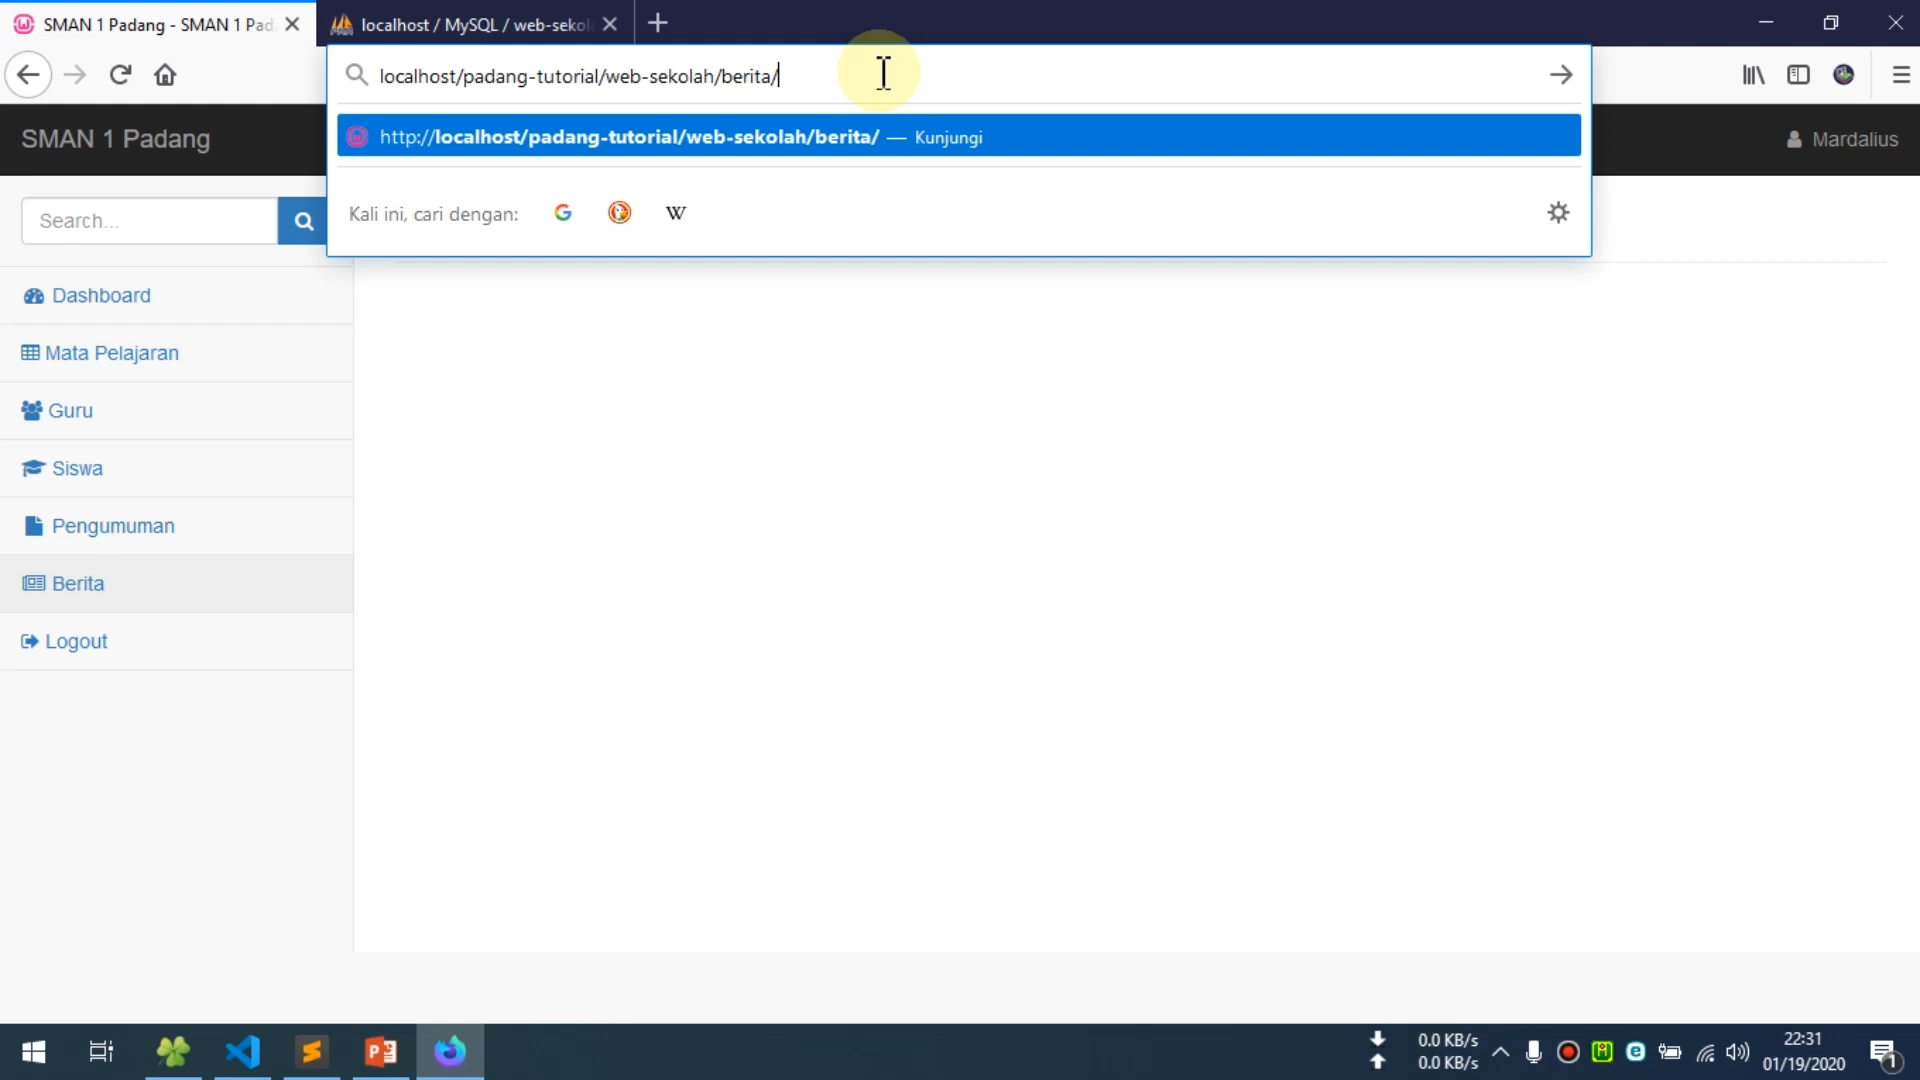 SMAN 1 Padang - SMAN 1 Pad
localhost / MySQL / web-sekol
localhost/padang-tutorial/web-sekolah/berita/
http://localhost/padang-tutorial/web-sekolah/berita/ — Kunjungi
SMAN 1 Padang
Mardalius
Search...
Kali ini, cari dengan:
G
W
Dashboard
Mata Pelajaran
Guru
Siswa
Pengumuman
Berita
Logout
0.0 KB/s
0.0 KB/s
22:31
01/19/2020
1